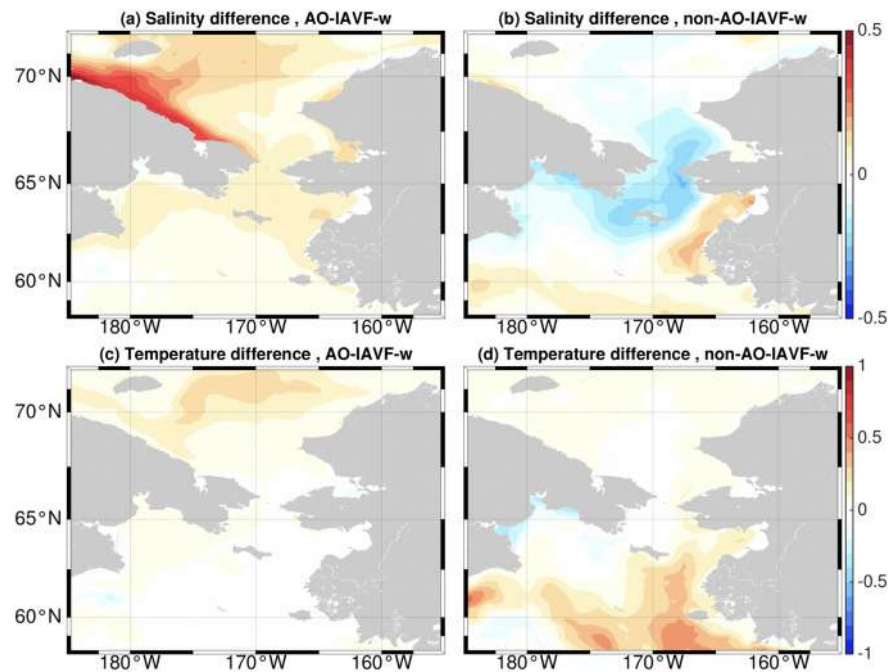 (a) Salinity difference , AO-IAVF-w
(b) Salinity difference , non-AO-IAVF-w
70°N
65°N
60°N
180°W 170°W 160°W
180°W 170°W 160°W
0.5
0
-0.5
(c) Temperature difference , AO-IAVF-w
(d) Temperature difference , non-AO-IAVF-w
70°N
65°N
60°N
180°W 170°W 160°W
180°W 170°W 160°W
1
0.5
0
-0.5
-1